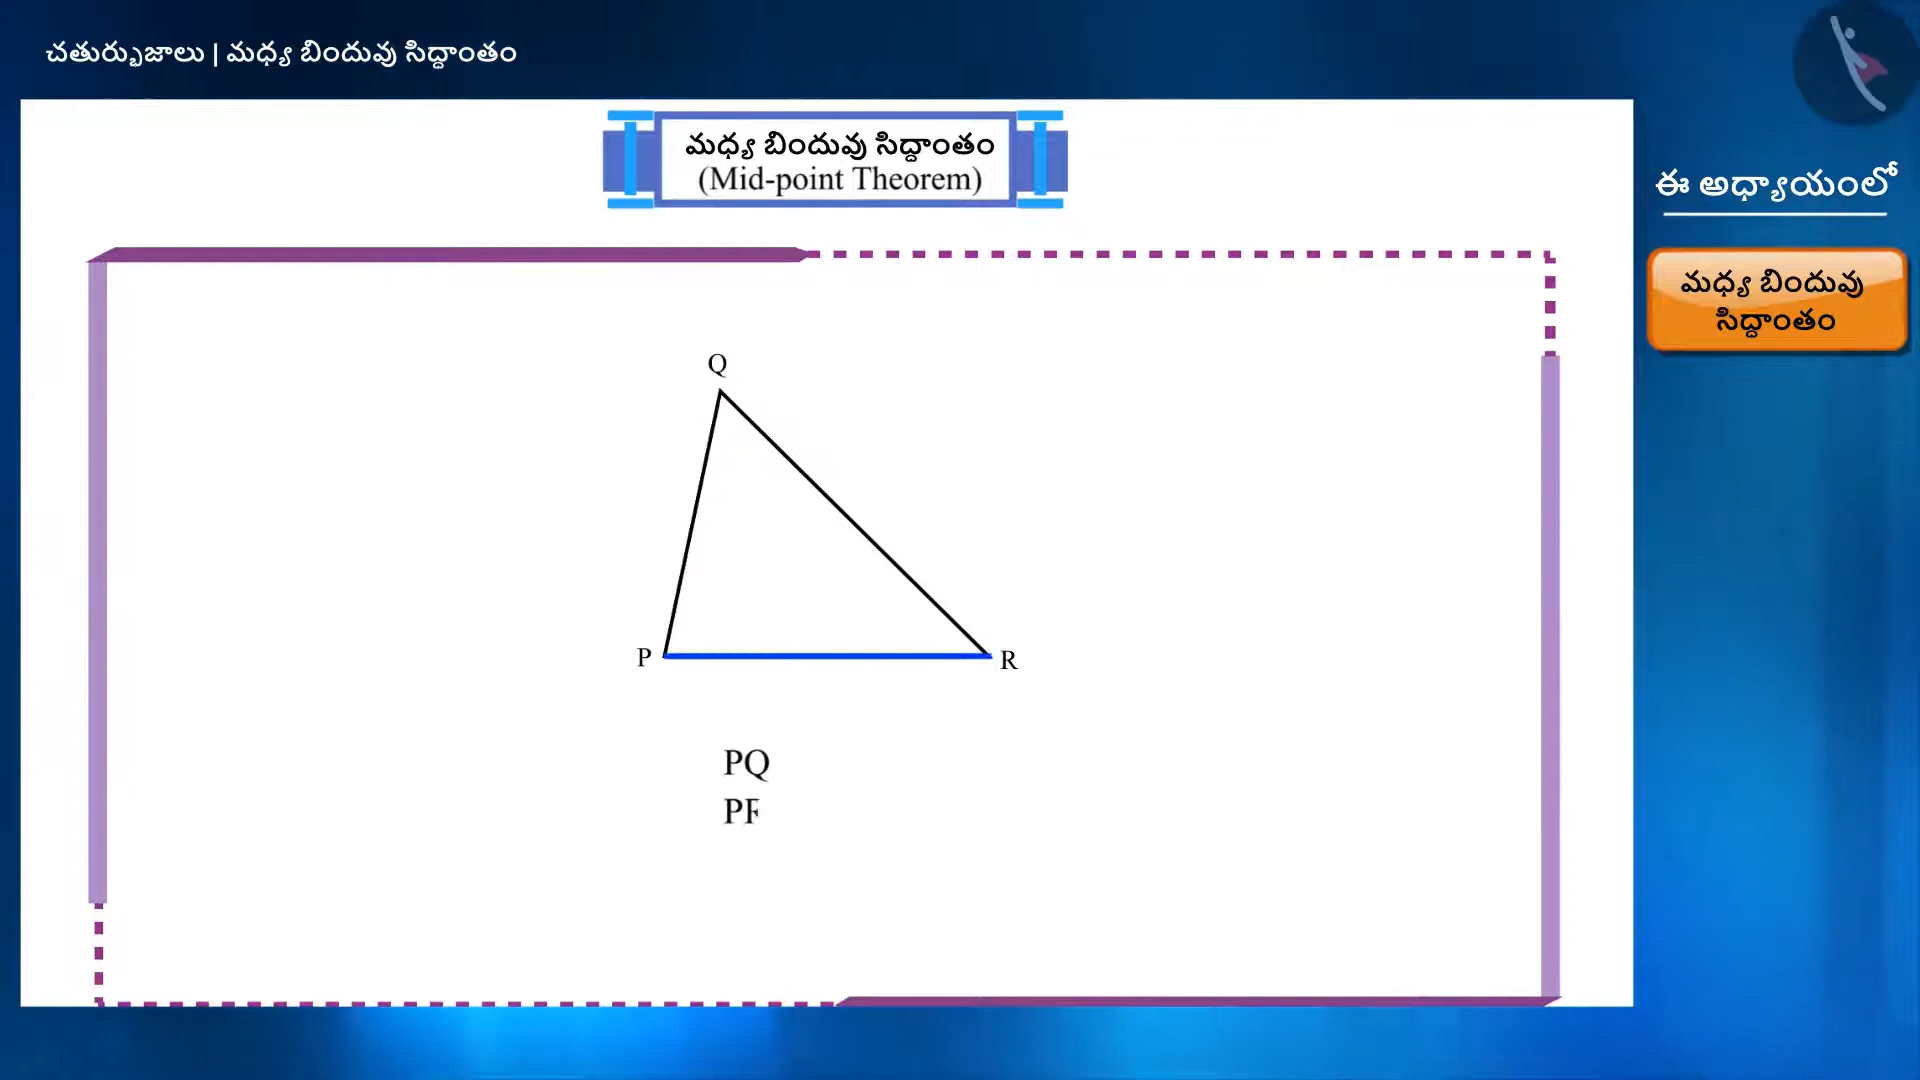 చతుర్భుజాలు | మధ్య బిందువు సిద్ధాంతం
మధ్య బిందువు సిద్ధాంతం
(Mid-point Theorem)
ఈ అధ్యాయంలో
మధ్య బిందువు
సిద్ధాంతం
Q
P
R
PQ